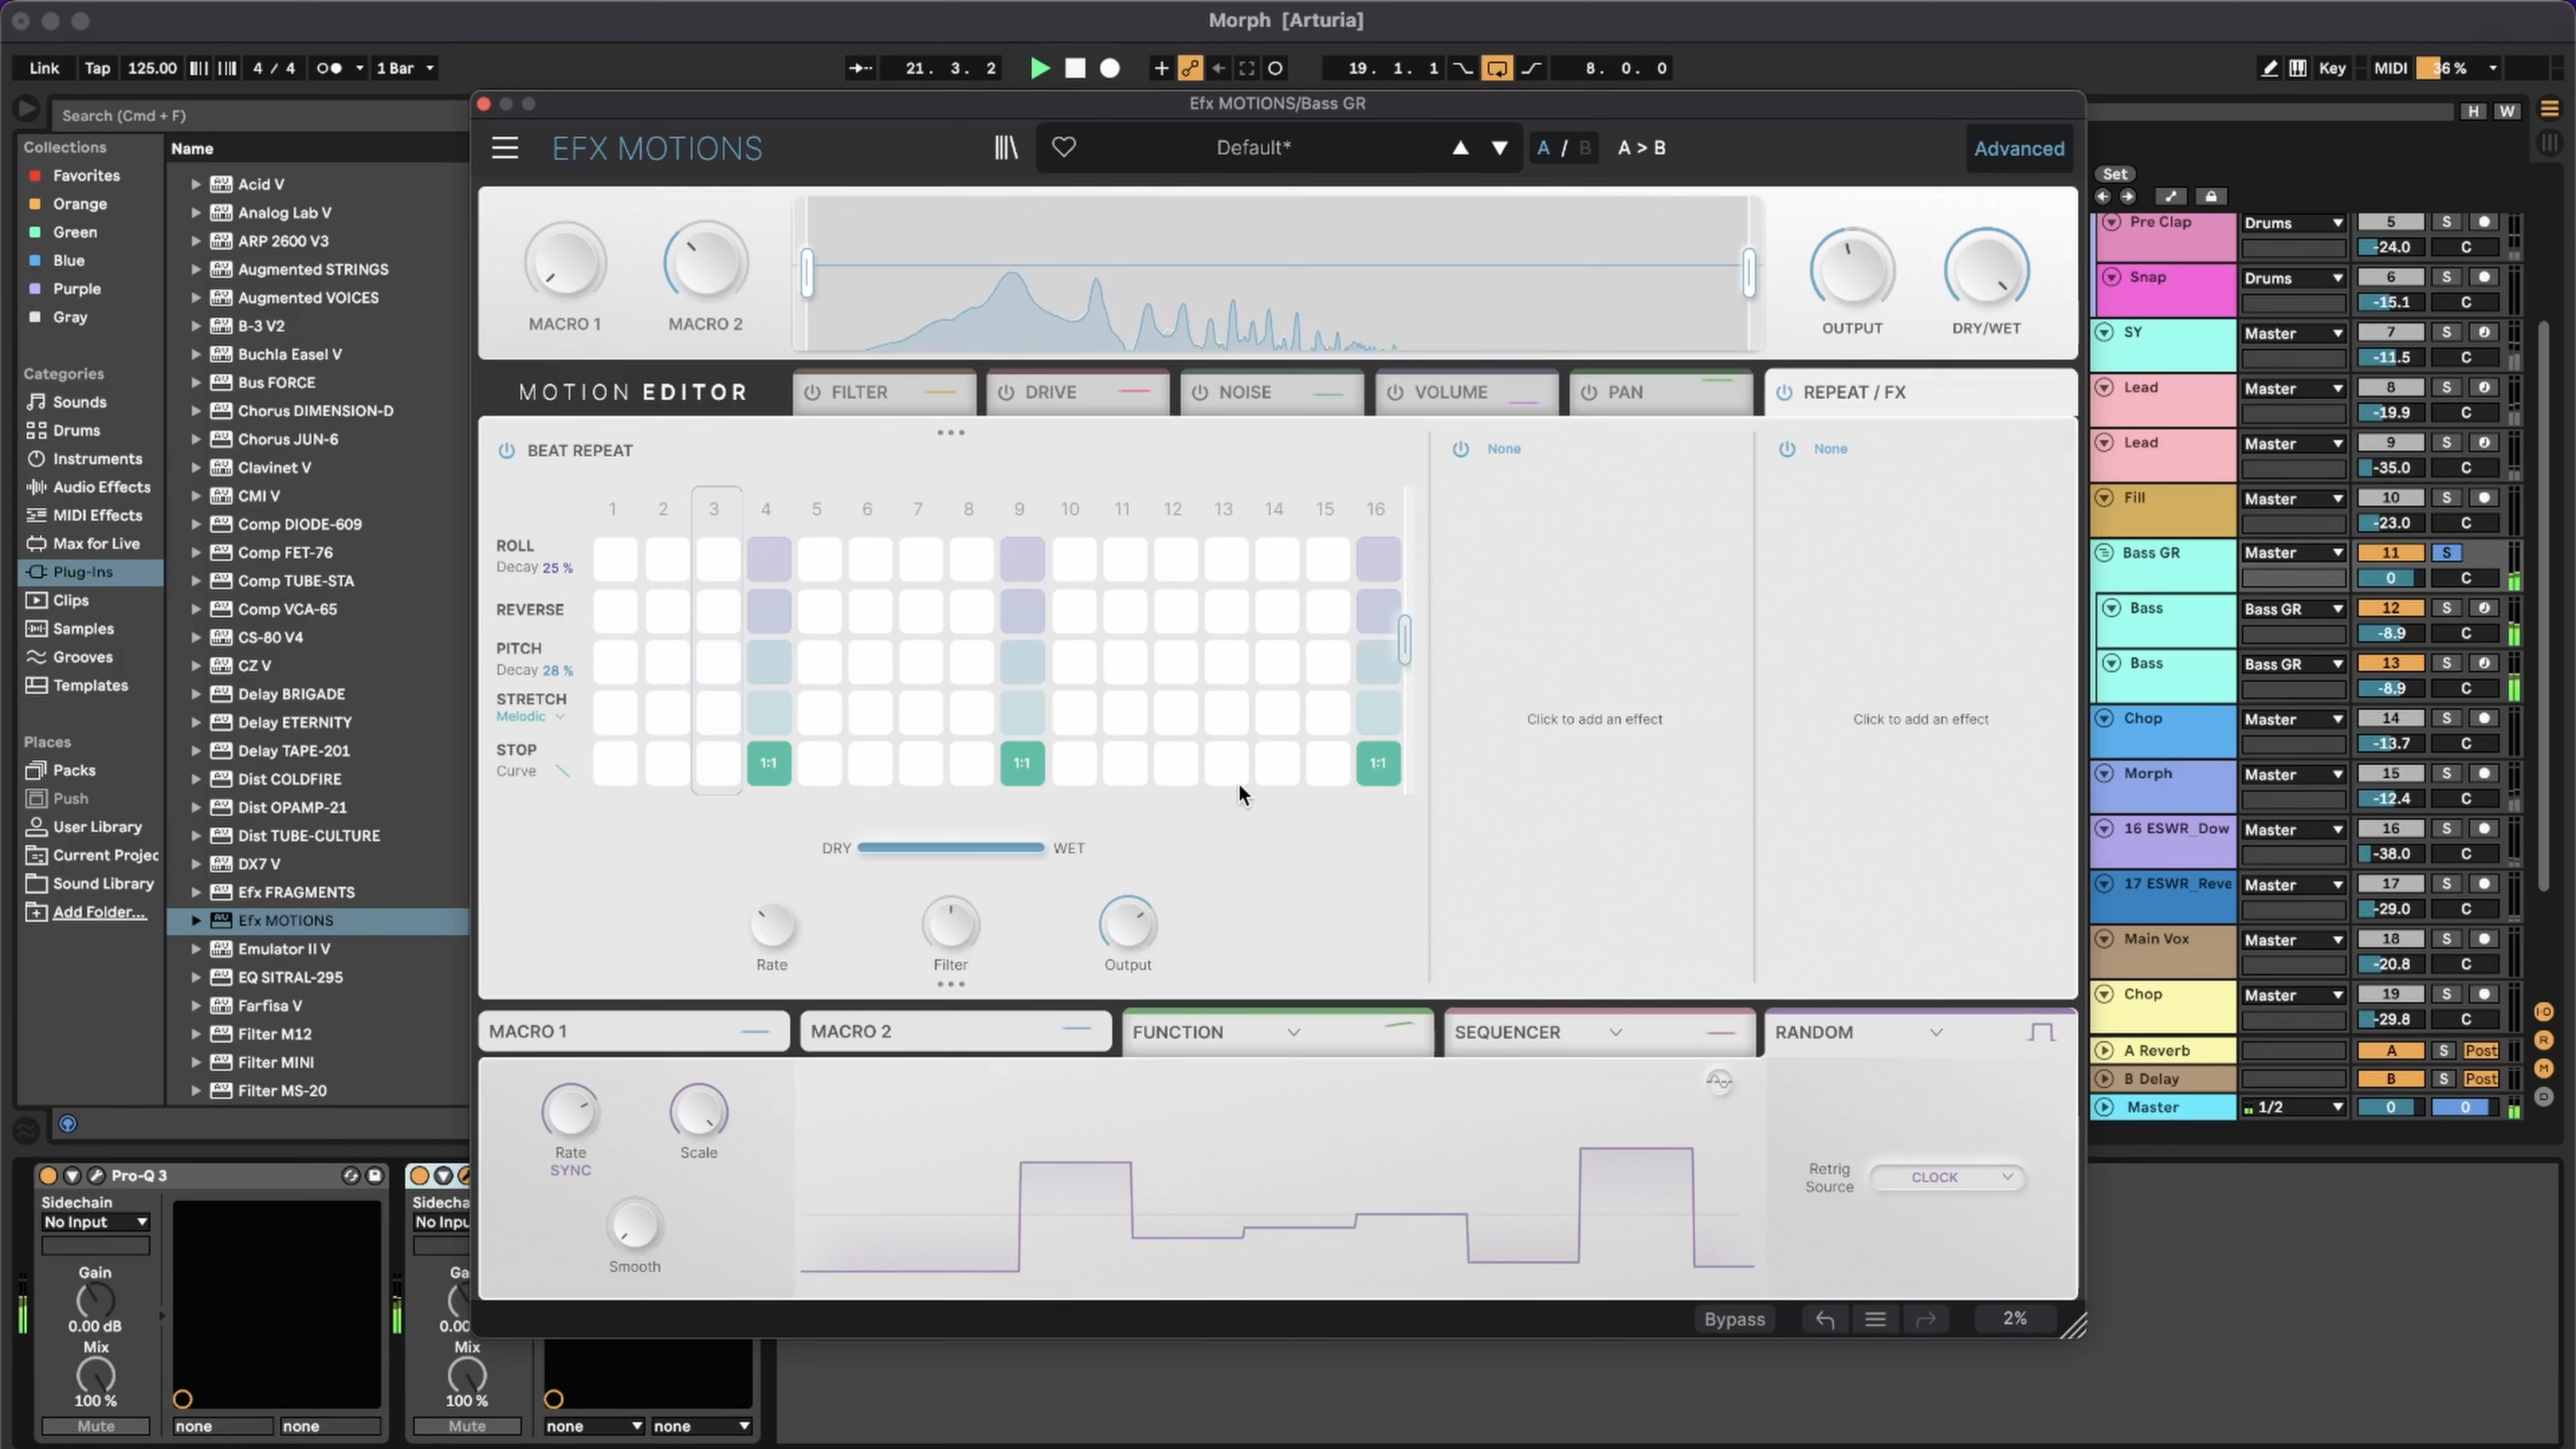 Morph [Arturia]
Link Tap 125.00 4 / 4 1 Bar 21. 3. 2 19. 1. 1 8. 0. 0 Key MIDI 36 %
Search (Cmd + F)
H W
Collections
Favorites
Orange
Green
Blue
Purple
Gray
Categories
Sounds
Drums
Instruments
Audio Effects
MIDI Effects
Max for Live
Plug-Ins
Clips
Samples
Grooves
Templates
Places
Packs
Push
User Library
Current Projec
Sound Library
Add Folder...
Name
Acid V
Analog Lab V
ARP 2600 V3
Augmented STRINGS
Augmented VOICES
B-3 V2
Buchla Easel V
Bus FORCE
Chorus DIMENSION-D
Chorus JUN-6
Clavinet V
CMI V
Comp DIODE-609
Comp FET-76
Comp TUBE-STA
Comp VCA-65
CS-80 V4
CZ V
Delay BRIGADE
Delay ETERNITY
Delay TAPE-201
Dist COLDFIRE
Dist OPAMP-21
Dist TUBE-CULTURE
DX7 V
Efx FRAGMENTS
Efx MOTIONS
Emulator II V
EQ SITRAL-295
Farfisa V
Filter M12
Filter MINI
Filter MS-20
Efx MOTIONS/Bass GR
EFX MOTIONS Default* A / B A > B Advanced
MACRO 1 MACRO 2 OUTPUT DRY/WET
MOTION EDITOR FILTER DRIVE NOISE VOLUME PAN REPEAT / FX
BEAT REPEAT None None
1 2 3 4 5 6 7 8 9 10 11 12 13 14 15 16
ROLL
Decay 25 %
REVERSE
PITCH
Decay 28 %
STRETCH
Melodic
STOP 1:1 1:1 1:1
Curve
Click to add an effect Click to add an effect
DRY WET
Rate Filter Output
MACRO 1 MACRO 2 FUNCTION SEQUENCER RANDOM
Rate Scale
SYNC
Smooth
Retrig
Source
CLOCK
Bypass 2%
Set
Pre Clap Drums 5 S
-24.0 C
Snap Drums 6 S
-15.1 C
SY Master 7 S
-11.5 C
Lead Master 8 S
-19.9 C
Lead Master 9 S
-35.0 C
Fill Master 10 S
-23.0 C
Bass GR Master 11 S
0 C
Bass Bass GR 12 S
-8.9 C
Bass Bass GR 13 S
-8.9 C
Chop Master 14 S
-13.7 C
Morph Master 15 S
-12.4 C
16 ESWR_Dow Master 16 S
-38.0 C
17 ESWR_Reve Master 17 S
-29.0 C
Main Vox Master 18 S
-20.8 C
Chop Master 19 S
-29.8 C
A Reverb A S Post
B Delay B S Post
Master 1/2 0 0
I·O
R
M
D
Pro-Q 3
Sidechain
No Input
Gain
0.00 dB
Mix
100 %
Mute none none
Sidecha
No Inpu
Ga
0.00
Mix
100 %
Mute none none